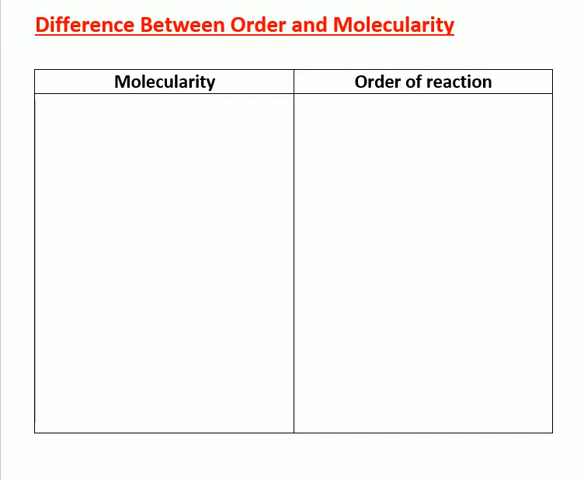 Difference Between Order and Molecularity
Molecularity
Order of reaction